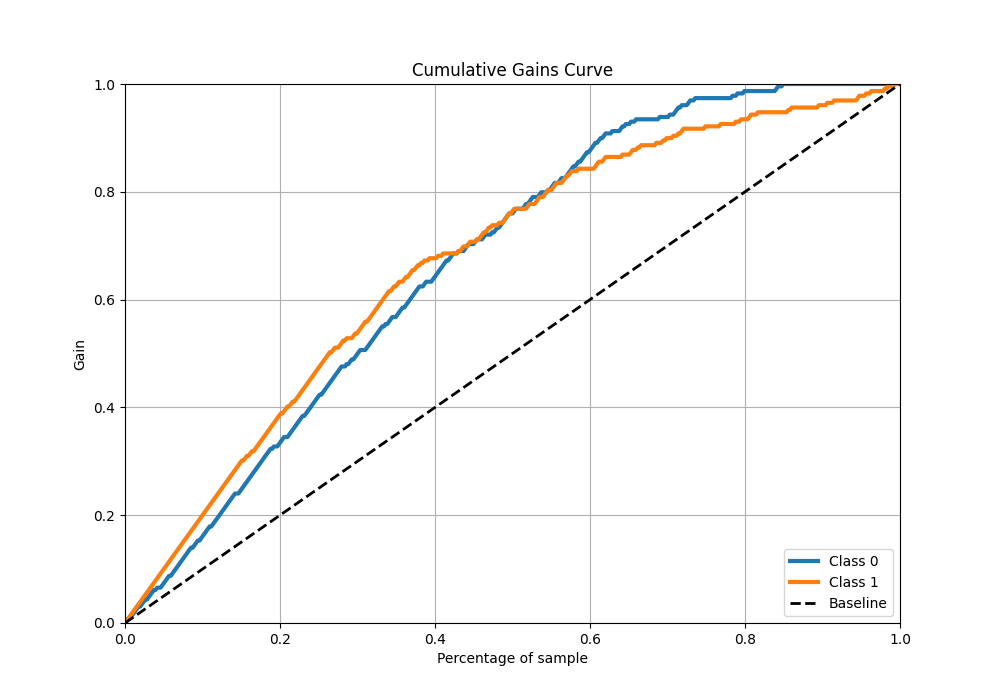 Cumulative Gains Curve
Gain
1.0
0.8
0.6
0.4
0.2
0.0
0.0 0.2 0.4 0.6 0.8 1.0
Percentage of sample
Class 0
Class 1
Baseline